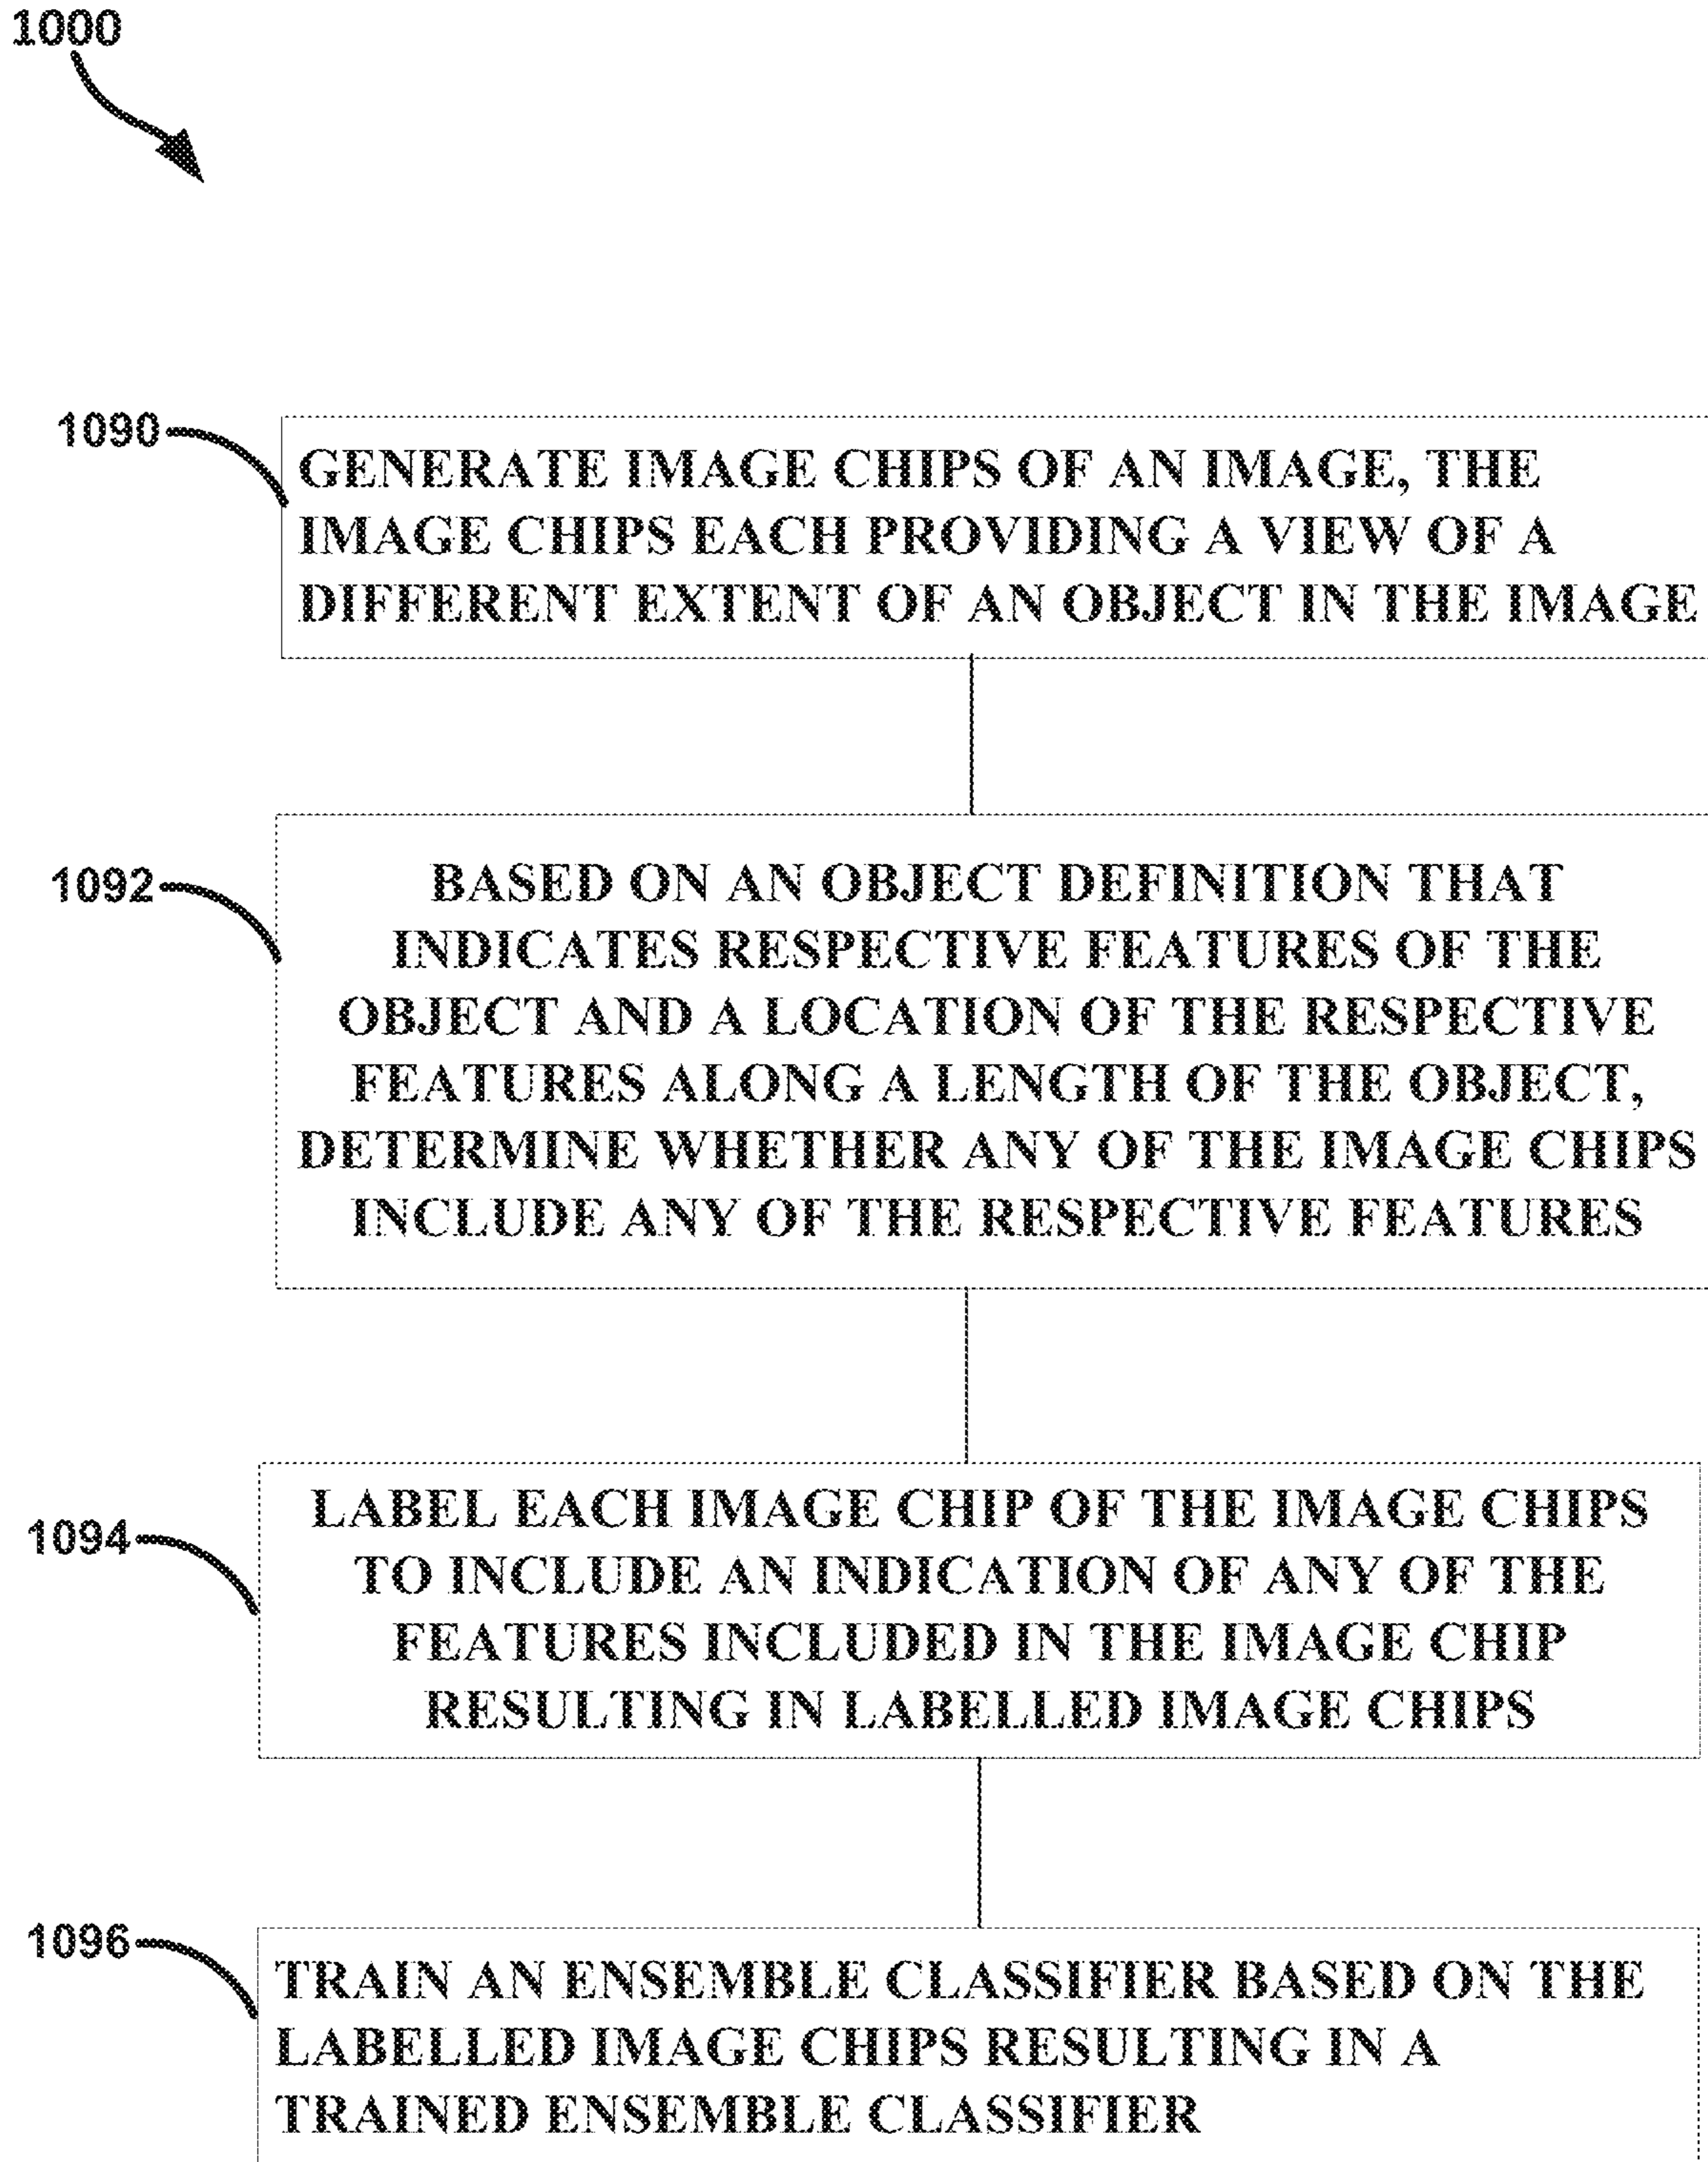 1000
1090
GENERATE IMAGE CHIPS OF AN IMAGE, THE
IMAGE CHIPS EACH PROVIDING A VIEW OF A
DIFFERENT EXTENT OF AN OBJECT IN THE IMAGE
1092
BASED ON AN OBJECT DEFINITION THAT
INDICATES RESPECTIVE FEATURES OF THE
OBJECT AND A LOCATION OF THE RESPECTIVE
FEATURES ALONG A LENGTH OF THE OBJECT,
DETERMINE WHETHER ANY OF THE IMAGE CHIPS
INCLUDE ANY OF THE RESPECTIVE FEATURES
1094
LABEL EACH IMAGE CHIP OF THE IMAGE CHIPS
TO INCLUDE AN INDICATION OF ANY OF THE
FEATURES INCLUDED IN THE IMAGE CHIP
RESULTING IN LABELLED IMAGE CHIPS
1096
TRAIN AN ENSEMBLE CLASSIFIER BASED ON THE
LABELLED IMAGE CHIPS RESULTING IN A
TRAINED ENSEMBLE CLASSIFIER